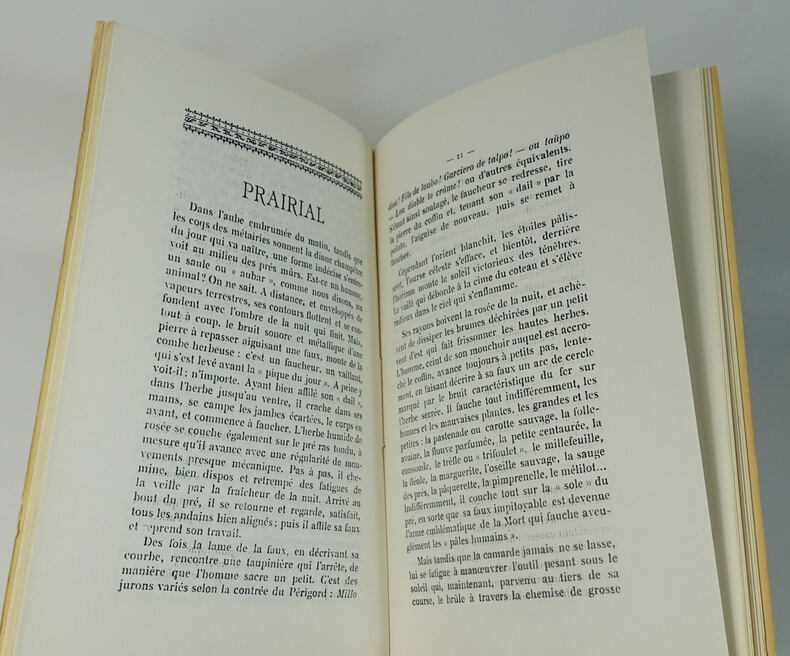 PRAIRIAL
Dans l'aube embrumée du matin, tandis que
les coqs des métairies sonnent la diane champêtre
du jour qui va naître, une forme indécise s'entre-
voit au milieu des prés mûrs. Est-ce un homme,
un saule ou « aubar », comme nous disons, un
animal? On ne sait. A distance, et enveloppés de
vapeurs terrestres, ses contours flottent et se con-
fondent avec l'ombre de la nuit qui finit. Mais,
tout à coup, le bruit sonore et métallique d'une
pierre à repasser aiguisant une faux, monte de la
combe herbeuse : c'est un faucheur, un vaillant,
qui s'est levé avant la « pique du jour ». A peine y
voit-il; n'importe. Ayant bien affilé son « dail »,
dans l'herbe jusqu'au ventre, il crache dans ses
mains, se campe les jambes écartées, le corps en
avant, et commence à faucher. L'herbe humide de
rosée se couche également sur le pré ras tondu, à
mesure qu'il avance avec une régularité de mou-
vements presque mécanique. Pas à pas, il che-
mine, bien dispos et retrempé des fatigues de
la veille par la fraîcheur de la nuit. Arrivé au
bout du pré, il se retourne et regarde, satisfait,
tous les andains bien alignés; puis il affile sa faux
et reprend son travail.
Des fois la lame de la faux, en décrivant sa
courbe, rencontre une taupinière qui l'arrête, de
manière que l'homme sacre un petit. C'est des
jurons variés selon la contrée du Périgord : Millo
— 21 —
dioù! Fils de loubo! Garciero de talpo! — ou taùpo
— Lou diable te crâme! ou d'autres équivalents.
S'étant ainsi soulagé, le faucheur se redresse, tire
la pierre du coffin et, tenant son « dail » par la
pointe, l'aiguise de nouveau, puis se remet à
faucher.
Cependant l'orient blanchit, les étoiles pâlis-
sent, l'ourse céleste s'efface, et bientôt, derrière
l'horizon monte le soleil victorieux des ténèbres.
Le voilà qui déborde à la cime du coteau et s'élève
radieux dans le ciel qui s'enflamme.
Ses rayons boivent la rosée de la nuit, et achè-
vent de dissiper les brumes déchirées par un petit
vent d'est qui fait frissonner les hautes herbes.
L'homme, ceint de son mouchoir auquel est accro-
ché le coffin, avance toujours à petits pas, lente-
ment, en faisant décrire à sa faux un arc de cercle
marqué par le bruit caractéristique du fer sur
l'herbe serrée. Il fauche tout indifféremment, les
bonnes et les mauvaises plantes, les grandes et les
petites : la pastenade ou carotte sauvage, la folle-
avoine, la flouve parfumée, la petite centaurée, la
consoude, le trèfle ou « trifoulet », le millefeuille,
la fléole, la marguerite, l'oseille sauvage, la sauge
des prés, la pâquerette, la pimprenelle, le mélilot...
indifféremment, il couche tout sur la « sole » du
pré, en sorte que sa faux impitoyable est devenue
l'arme emblématique de la Mort qui fauche aveu-
glément les « pâles humains ».
Mais tandis que la camarde jamais ne se lasse,
lui se fatigue à manœuvrer l'outil pesant sous le
soleil qui, maintenant, parvenu au tiers de sa
course, le brûle à travers la chemise de grosse